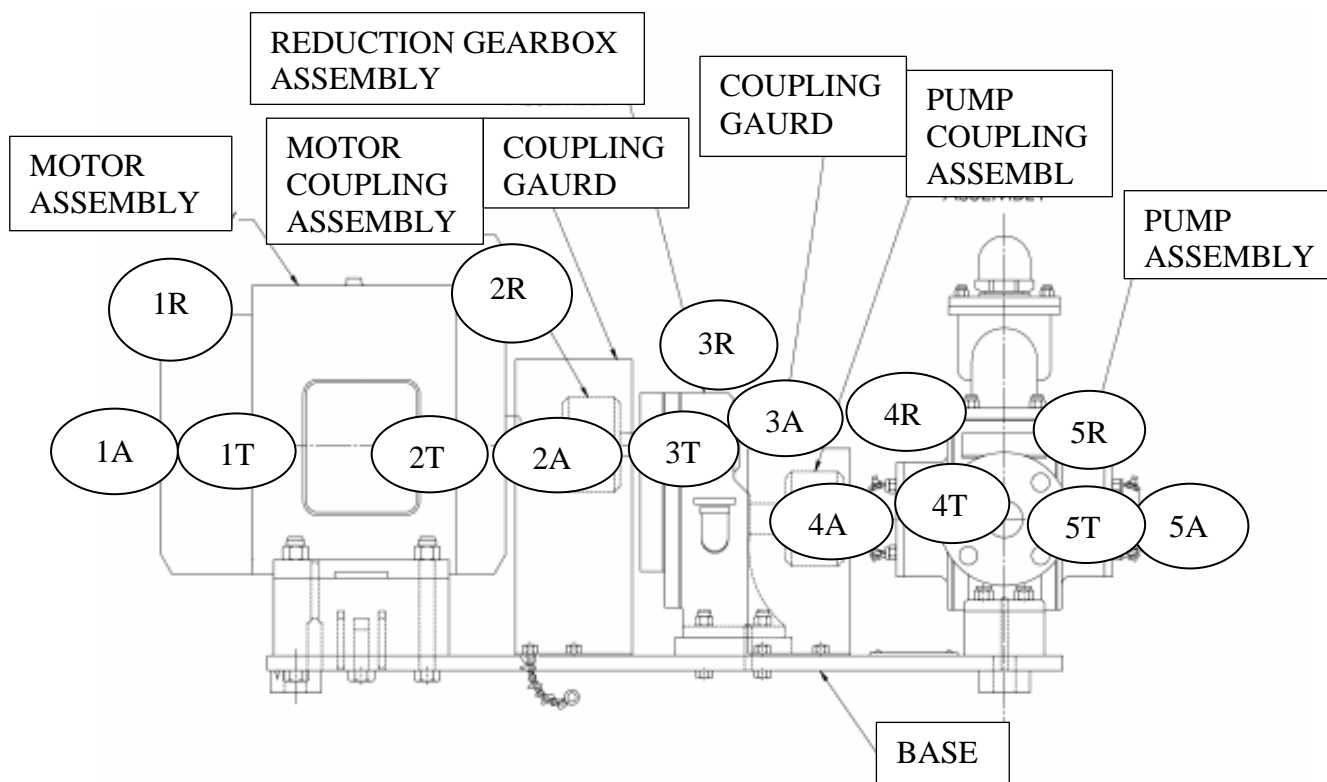 REDUCTION GEARBOX
ASSEMBLY
COUPLING
GAURD
PUMP
COUPLING
ASSEMBL
MOTOR
ASSEMBLY
MOTOR
COUPLING
ASSEMBLY
COUPLING
GAURD
PUMP
ASSEMBLY
1R
2R
3R
4R
5R
1A
1T
2T
2A
3T
3A
4A
4T
5T
5A
BASE